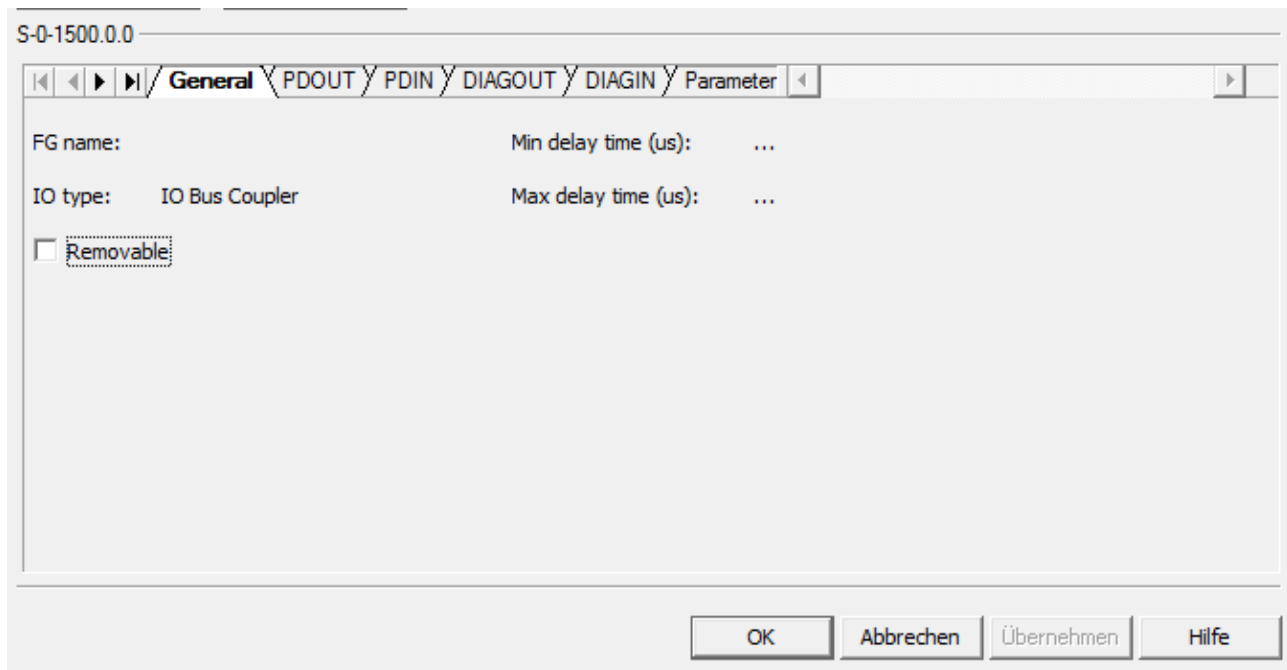 S-0-1500.0.0
General PDOUT PDIN DIAGOUT DIAGIN Parameter
FG name: Min delay time (us): ...
IO type: IO Bus Coupler Max delay time (us): ...
Removable
OK Abbrechen Übernehmen Hilfe